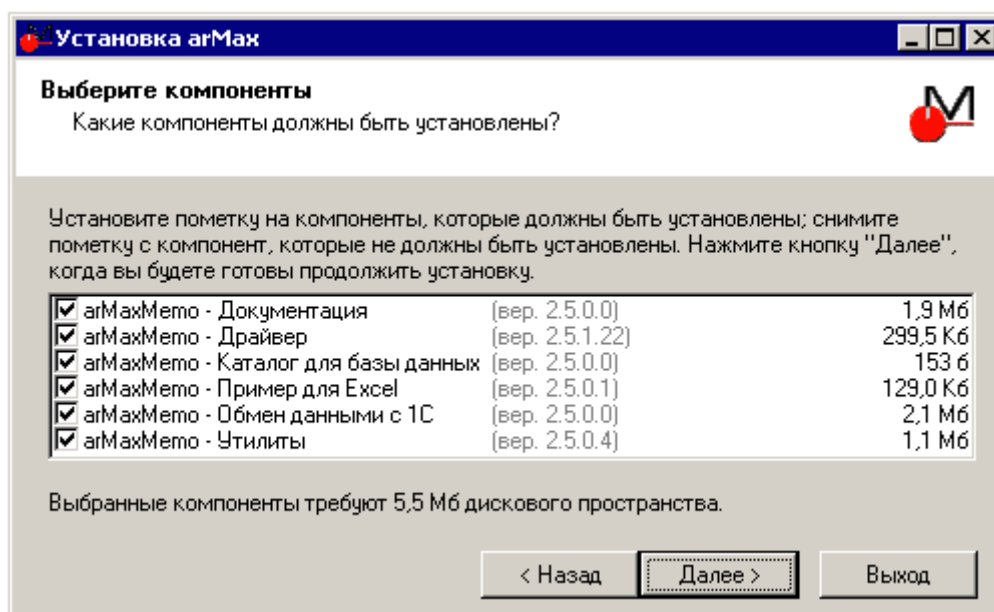 Установка arMax
Выберите компоненты
Какие компоненты должны быть установлены?
M
Установите пометку на компоненты, которые должны быть установлены; снимите
пометку с компонент, которые не должны быть установлены. Нажмите кнопку "Далее",
когда вы будете готовы продолжить установку.
arMaxMemo - Документация (вер. 2.5.0.0) 1,9 Мб
arMaxMemo - Драйвер (вер. 2.5.1.22) 299,5 Кб
arMaxMemo - Каталог для базы данных (вер. 2.5.0.0) 153 б
arMaxMemo - Пример для Excel (вер. 2.5.0.1) 129,0 Кб
arMaxMemo - Обмен данными с 1С (вер. 2.5.0.0) 2,1 Мб
arMaxMemo - Утилиты (вер. 2.5.0.4) 1,1 Мб
Выбранные компоненты требуют 5,5 Мб дискового пространства.
< Назад Далее > Выход